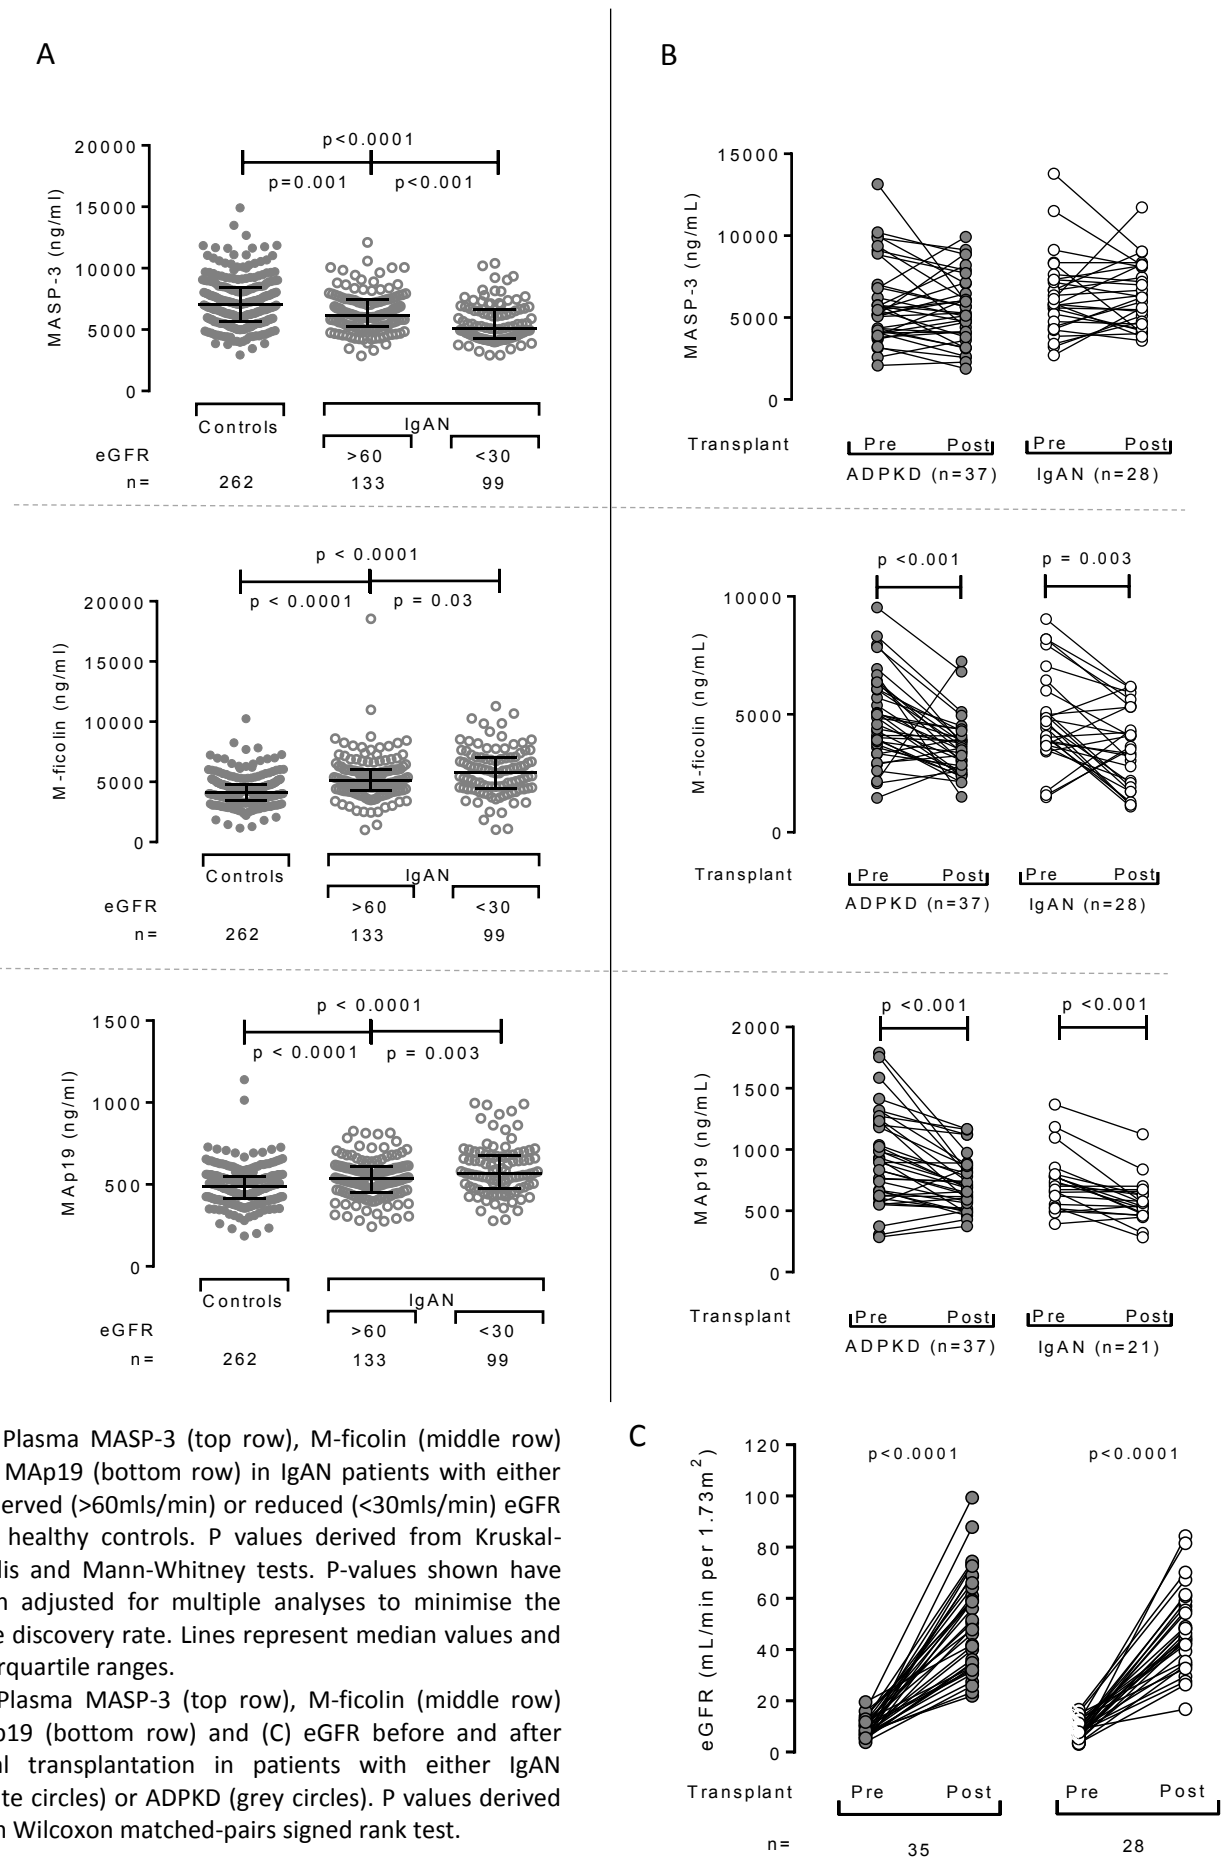 A
p<0.0001
p=0.001 p<0.001
MASP-3 (ng/ml)
20000
15000
10000
5000
0
Controls IgAN
eGFR >60 <30
n= 262 133 99
p < 0.0001
p < 0.0001 p = 0.03
M-ficolin (ng/ml)
20000
15000
10000
5000
0
Controls IgAN
eGFR >60 <30
n= 262 133 99
p < 0.0001
p < 0.0001 p = 0.003
MAp19 (ng/ml)
1500
1000
500
0
Controls IgAN
eGFR >60 <30
n= 262 133 99
B
MASP-3 (ng/mL)
15000
10000
5000
0
Transplant Pre Post Pre Post
ADPKD (n=37) IgAN (n=28)
p <0.001 p = 0.003
M-ficolin (ng/mL)
10000
5000
0
Transplant Pre Post Pre Post
ADPKD (n=37) IgAN (n=28)
p <0.001 p <0.001
MAp19 (ng/mL)
2000
1500
1000
500
0
Transplant Pre Post Pre Post
ADPKD (n=37) IgAN (n=21)
Plasma MASP-3 (top row), M-ficolin (middle row)
MAp19 (bottom row) in IgAN patients with either
erved (>60mls/min) or reduced (<30mls/min) eGFR
healthy controls. P values derived from Kruskal-
lis and Mann-Whitney tests. P-values shown have
n adjusted for multiple analyses to minimise the
e discovery rate. Lines represent median values and
rquartile ranges.
Plasma MASP-3 (top row), M-ficolin (middle row)
p19 (bottom row) and (C) eGFR before and after
l transplantation in patients with either IgAN
te circles) or ADPKD (grey circles). P values derived
n Wilcoxon matched-pairs signed rank test.
C
p<0.0001 p<0.0001
eGFR (mL/min per 1.73m²)
120
100
80
60
40
20
0
Transplant Pre Post Pre Post
n= 35 28